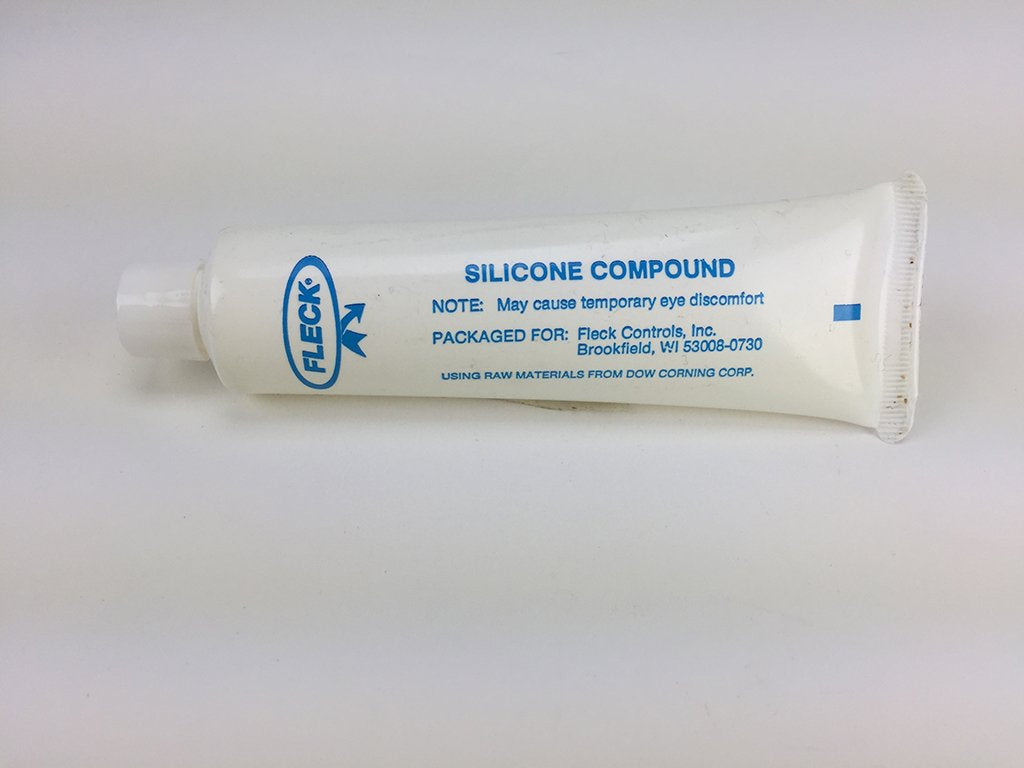 FLECK®
SILICONE COMPOUND
NOTE: May cause temporary eye discomfort
PACKAGED FOR: Fleck Controls, Inc.
Brookfield, WI 53008-0730
USING RAW MATERIALS FROM DOW CORNING CORP.